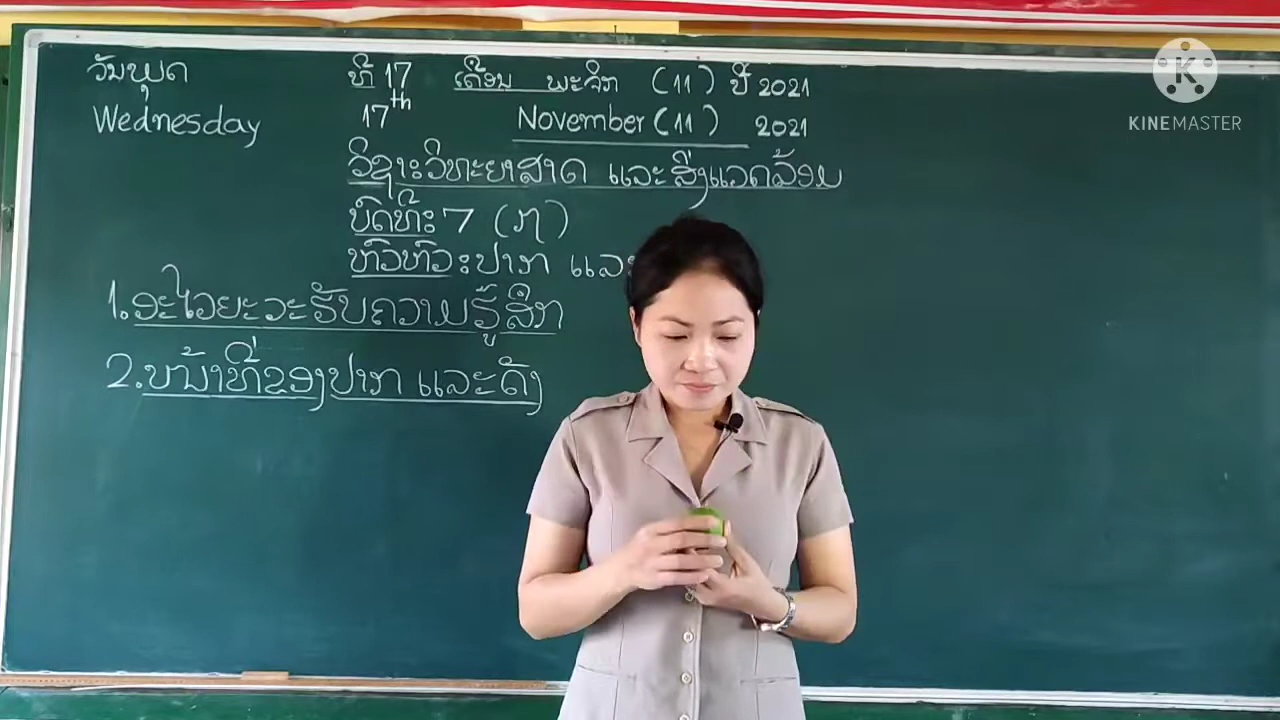 ວັນພຸດ ທີ 17 ເດືອນ ພະຈິກ (11) ປີ 2021
Wednesday 17th November (11) 2021
ວິຊາ:ວິທະຍາສາດ ແລະສິ່ງແວດລ້ອມ
ບົດທີ: 7 (ກ)
ຫົວຫົວ:ປາກ ແລະ
1.ອະໄວຍະວະຮັບຄວາມຮູ້ສຶກ
2.ໜ້າທີ່ຂອງປາກ ແລະດັງ
KINEMASTER